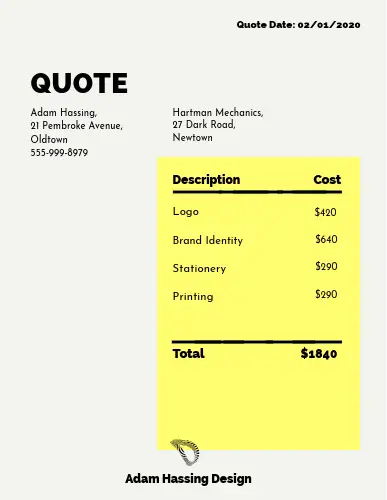 Quote Date: 02/01/2020
QUOTE
Adam Hassing,
21 Pembroke Avenue,
Oldtown
555-999-8979
Hartman Mechanics,
27 Dark Road,
Newtown
Description Cost
Logo $420
Brand Identity $640
Stationery $290
Printing $290
Total $1840
Adam Hassing Design